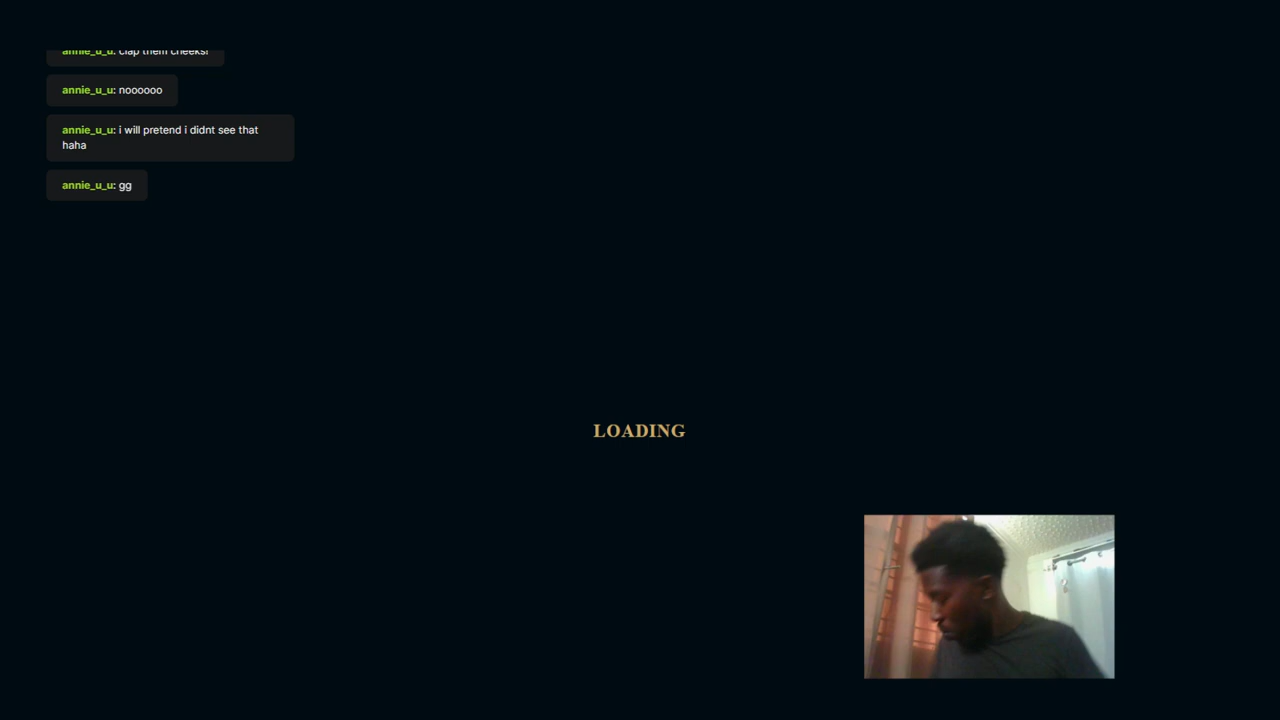 annie_u_u: clap them cheeks!
annie_u_u: noooooo
annie_u_u: i will pretend i didnt see that
haha
annie_u_u: gg
LOADING